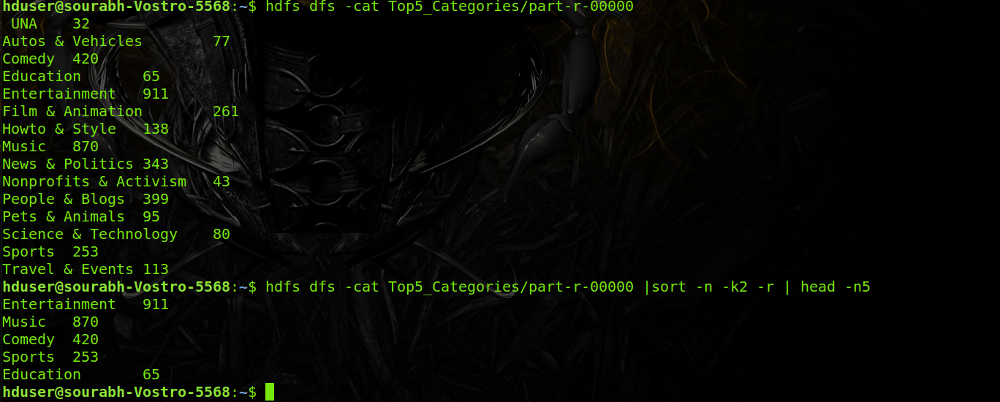 hduser@sourabh-Vostro-5568:~$ hdfs dfs -cat Top5_Categories/part-r-00000
 UNA	32
Autos & Vehicles	77
Comedy	420
Education	65
Entertainment	911
Film & Animation	261
Howto & Style	138
Music	870
News & Politics	343
Nonprofits & Activism	43
People & Blogs	399
Pets & Animals	95
Science & Technology	80
Sports	253
Travel & Events	113
hduser@sourabh-Vostro-5568:~$ hdfs dfs -cat Top5_Categories/part-r-00000 |sort -n -k2 -r | head -n5
Entertainment	911
Music	870
Comedy	420
Sports	253
Education	65
hduser@sourabh-Vostro-5568:~$